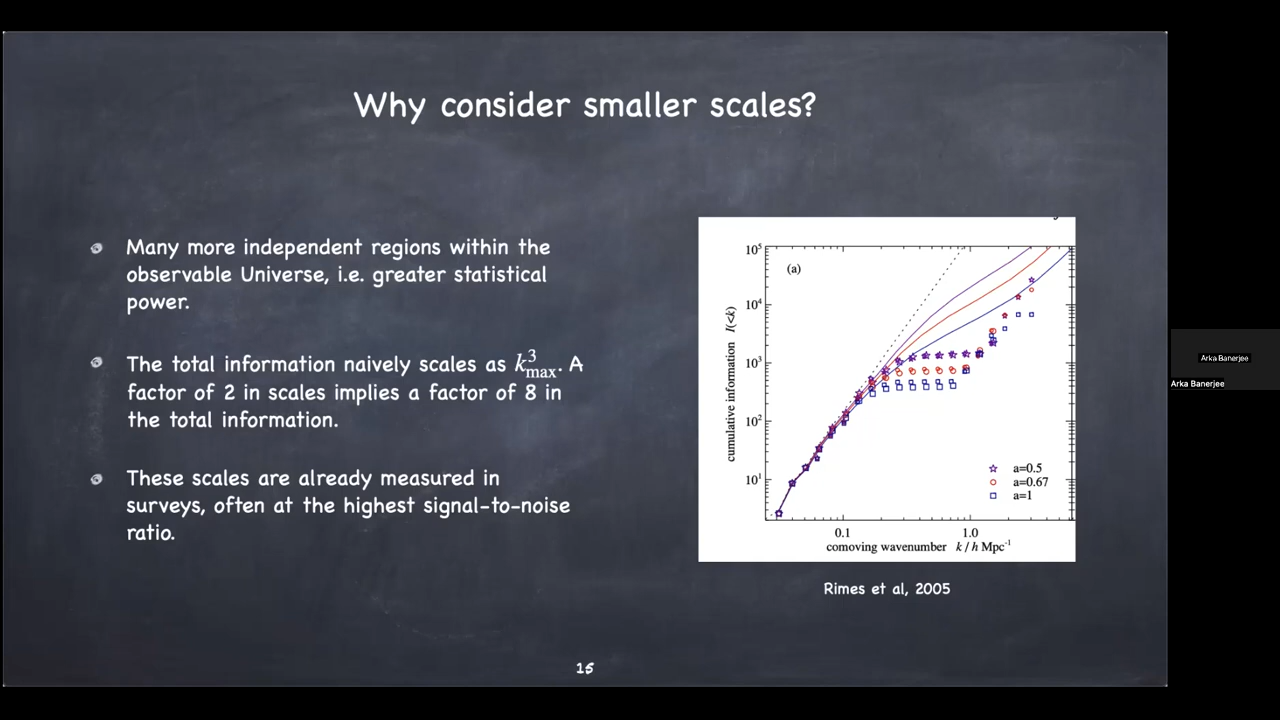 Why consider smaller scales?
Many more independent regions within the
observable Universe, i.e. greater statistical
power.
The total information naively scales as k³max. A
factor of 2 in scales implies a factor of 8 in
the total information.
These scales are already measured in
surveys, often at the highest signal-to-noise
ratio.
(a)
10⁵
10⁴
10³
10²
10¹
cumulative information I(<k)
a=0.5
a=0.67
a=1
0.1 1.0
comoving wavenumber k / h Mpc⁻¹
Rimes et al, 2005
15
Arka Banerjee
Arka Banerjee